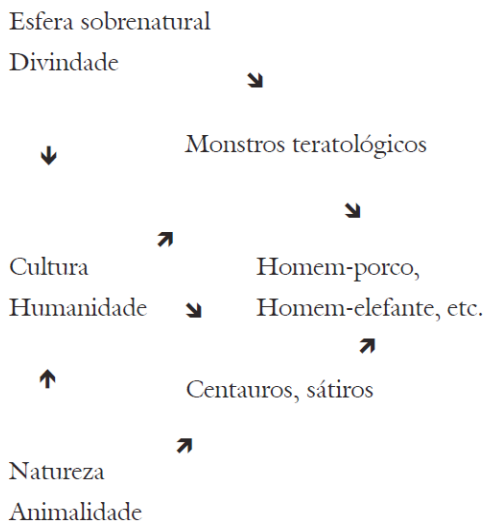 Esfera sobrenatural
Divindade
Monstros teratológicos
Cultura
Humanidade
Homem-porco,
Homem-elefante, etc.
Centauros, sátiros
Natureza
Animalidade